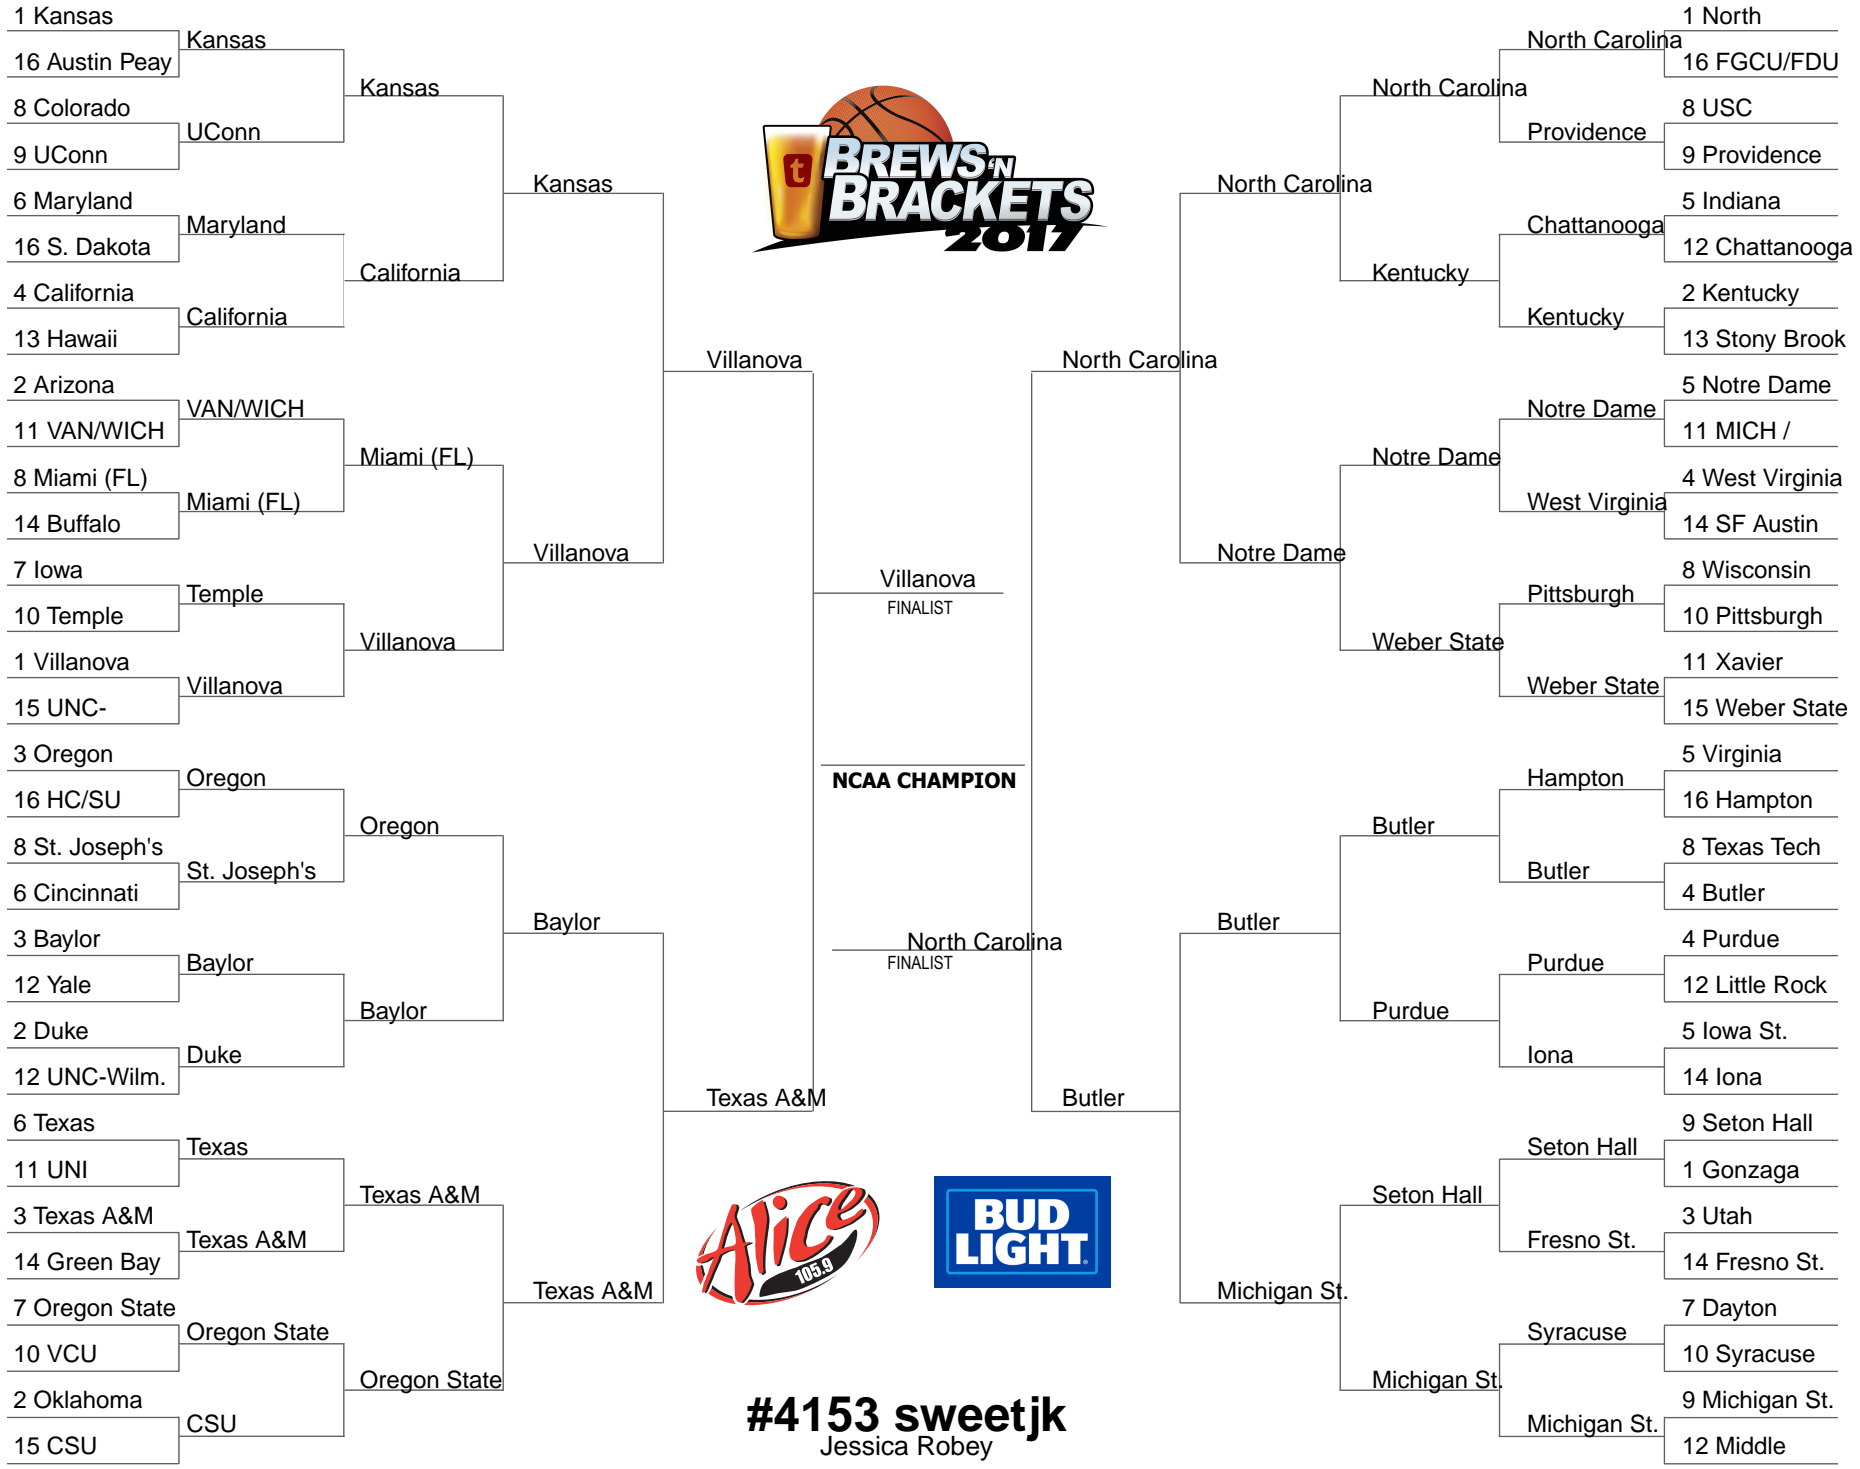 1 Kansas
16 Austin Peay
8 Colorado
9 UConn
6 Maryland
16 S. Dakota
4 California
13 Hawaii
2 Arizona
11 VAN/WICH
8 Miami (FL)
14 Buffalo
7 Iowa
10 Temple
1 Villanova
15 UNC-
3 Oregon
16 HC/SU
8 St. Joseph's
6 Cincinnati
3 Baylor
12 Yale
2 Duke
12 UNC-Wilm.
6 Texas
11 UNI
3 Texas A&M
14 Green Bay
7 Oregon State
10 VCU
2 Oklahoma
15 CSU
Kansas
UConn
Maryland
California
VAN/WICH
Miami (FL)
Temple
Villanova
Oregon
St. Joseph's
Baylor
Duke
Texas
Texas A&M
Oregon State
CSU
Kansas
California
Miami (FL)
Villanova
Oregon
Baylor
Texas A&M
Oregon State
Kansas
Villanova
Baylor
Texas A&M
Villanova
Texas A&M
t
BREWS 'N
BRACKETS
2017
Villanova
FINALIST
NCAA CHAMPION
North Carolina
FINALIST
Alice
105.9
BUD
LIGHT
#4153 sweetjk
Jessica Robey
North Carolina
Butler
North Carolina
Notre Dame
Butler
Michigan St.
North Carolina
Kentucky
Notre Dame
Weber State
Butler
Purdue
Seton Hall
Michigan St.
North Carolina
Providence
Chattanooga
Kentucky
Notre Dame
West Virginia
Pittsburgh
Weber State
Hampton
Butler
Purdue
Iona
Seton Hall
Fresno St.
Syracuse
Michigan St.
1 North
16 FGCU/FDU
8 USC
9 Providence
5 Indiana
12 Chattanooga
2 Kentucky
13 Stony Brook
5 Notre Dame
11 MICH /
4 West Virginia
14 SF Austin
8 Wisconsin
10 Pittsburgh
11 Xavier
15 Weber State
5 Virginia
16 Hampton
8 Texas Tech
4 Butler
4 Purdue
12 Little Rock
5 Iowa St.
14 Iona
9 Seton Hall
1 Gonzaga
3 Utah
14 Fresno St.
7 Dayton
10 Syracuse
9 Michigan St.
12 Middle